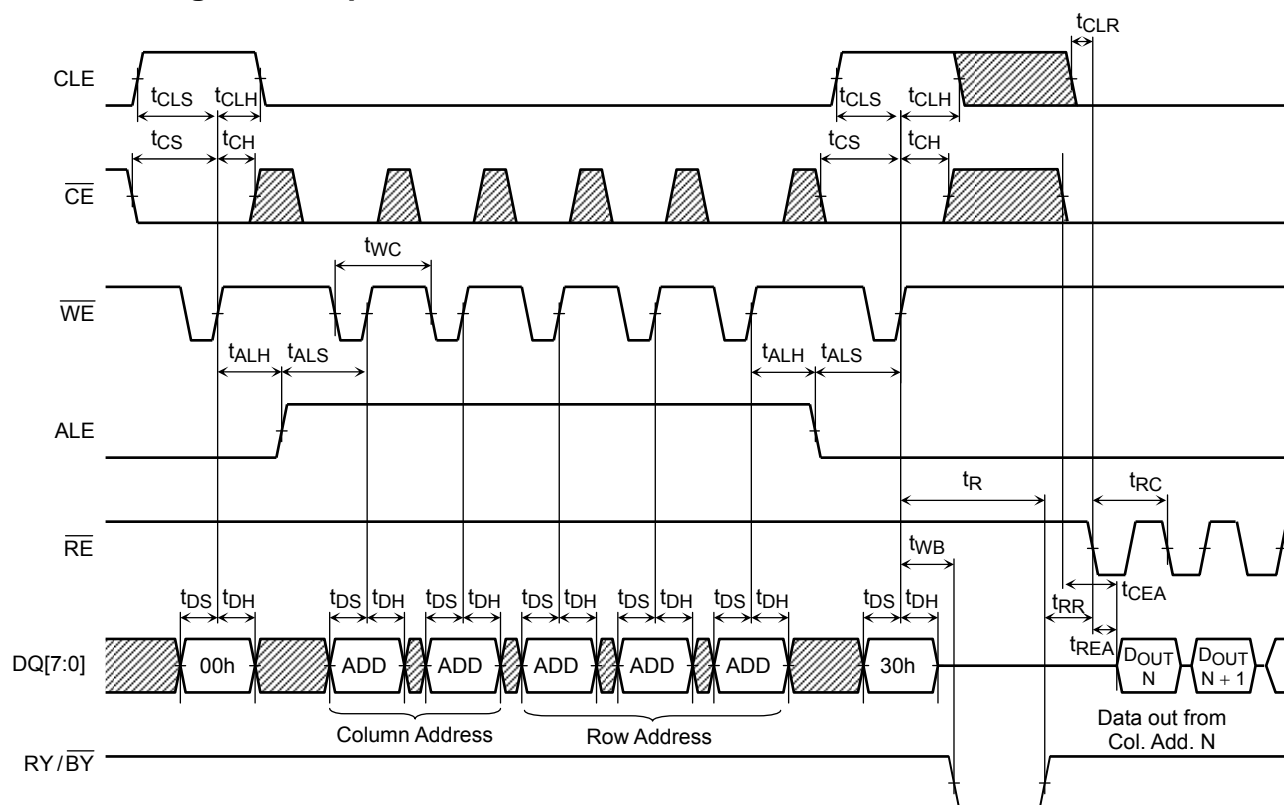 tCLR
CLE
tCLS tCLH tCLS tCLH
tCS tCH tCS tCH
CE
tWC
WE
tALH tALS tALH tALS
ALE
tR tRC
RE
tWB
tCEA
tDS tDH tDS tDH tDS tDH tDS tDH tDS tDH tDS tDH tDS tDH tRR
tREA
DQ[7:0] 00h ADD ADD ADD ADD ADD 30h DOUT N DOUT N + 1
Column Address Row Address
Data out from
Col. Add. N
RY/BY